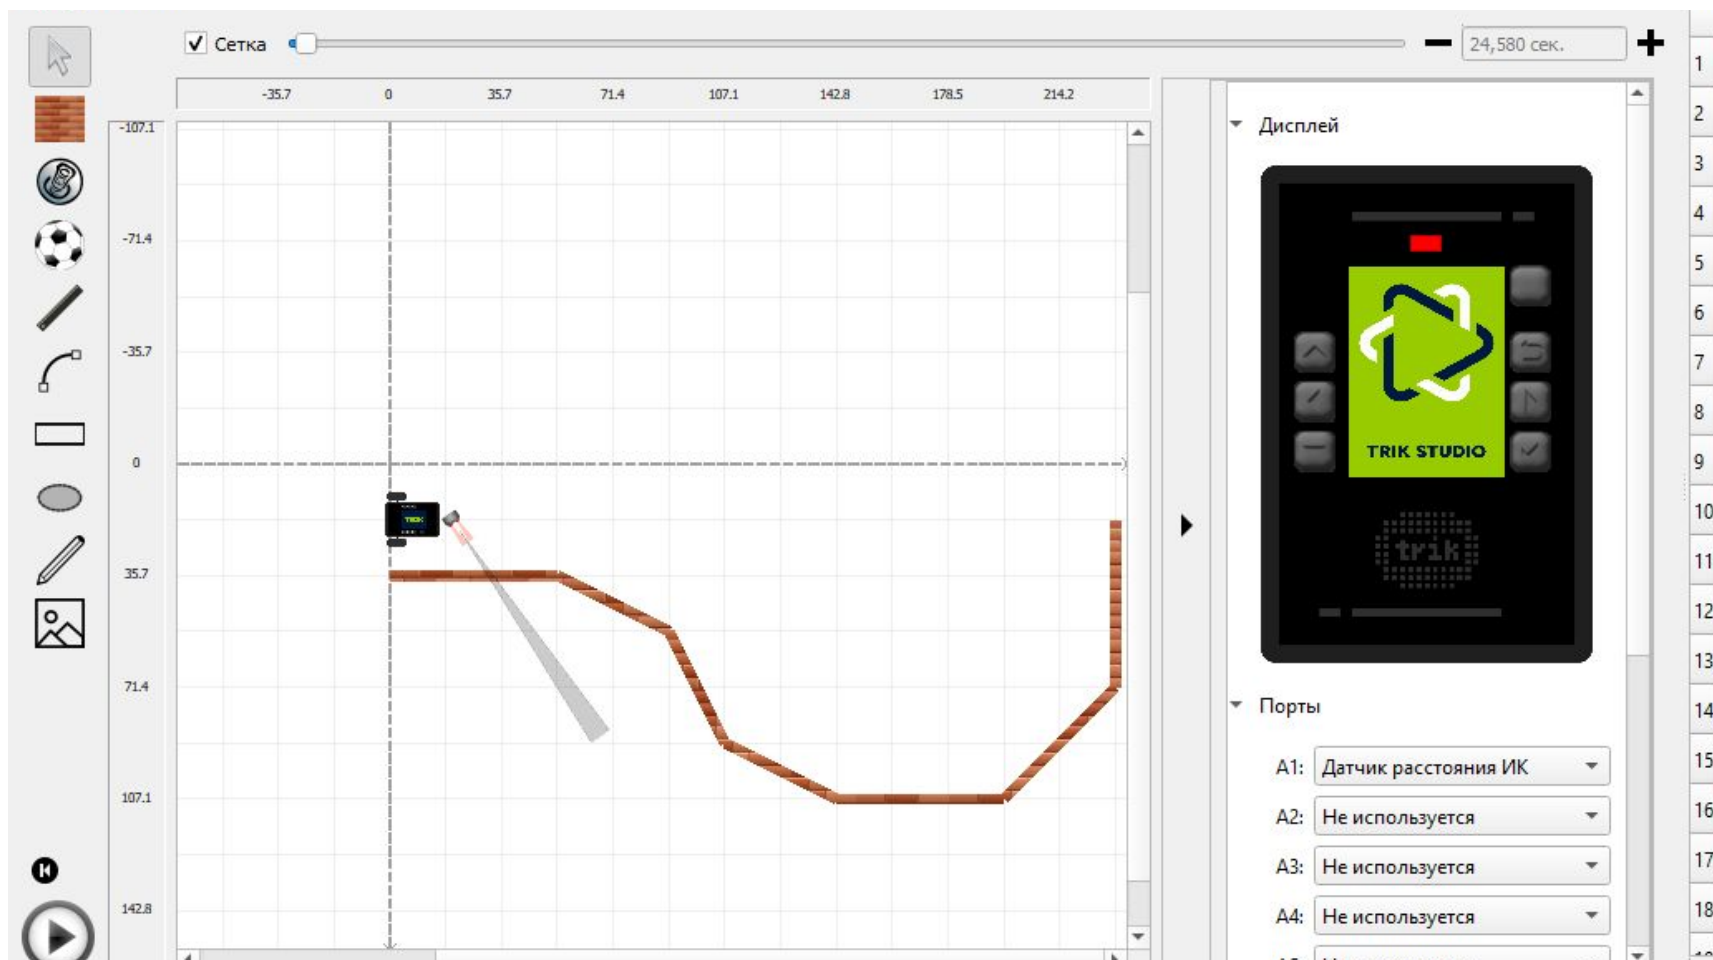 Сетка
24,580 сек.
-35.7 0 35.7 71.4 107.1 142.8 178.5 214.2
-107.1
-71.4
-35.7
0
35.7
71.4
107.1
142.8
TRIK
Дисплей
TRIK STUDIO
trik
Порты
A1: Датчик расстояния ИК
A2: Не используется
A3: Не используется
A4: Не используется
1
2
3
4
5
6
7
8
9
10
11
12
13
14
15
16
17
18